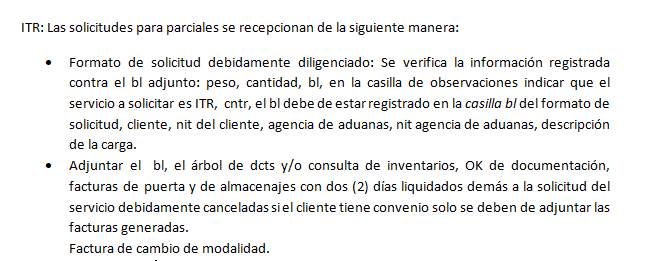 ITR: Las solicitudes para parciales se recepcionan de la siguiente manera:
• Formato de solicitud debidamente diligenciado: Se verifica la información registrada
contra el bl adjunto: peso, cantidad, bl, en la casilla de observaciones indicar que el
servicio a solicitar es ITR, cntr, el bl debe de estar registrado en la casilla bl del formato de
solicitud, cliente, nit del cliente, agencia de aduanas, nit agencia de aduanas, descripción
de la carga.
• Adjuntar el bl, el árbol de dcts y/o consulta de inventarios, OK de documentación,
facturas de puerta y de almacenajes con dos (2) días liquidados demás a la solicitud del
servicio debidamente canceladas si el cliente tiene convenio solo se deben de adjuntar las
facturas generadas.
Factura de cambio de modalidad.